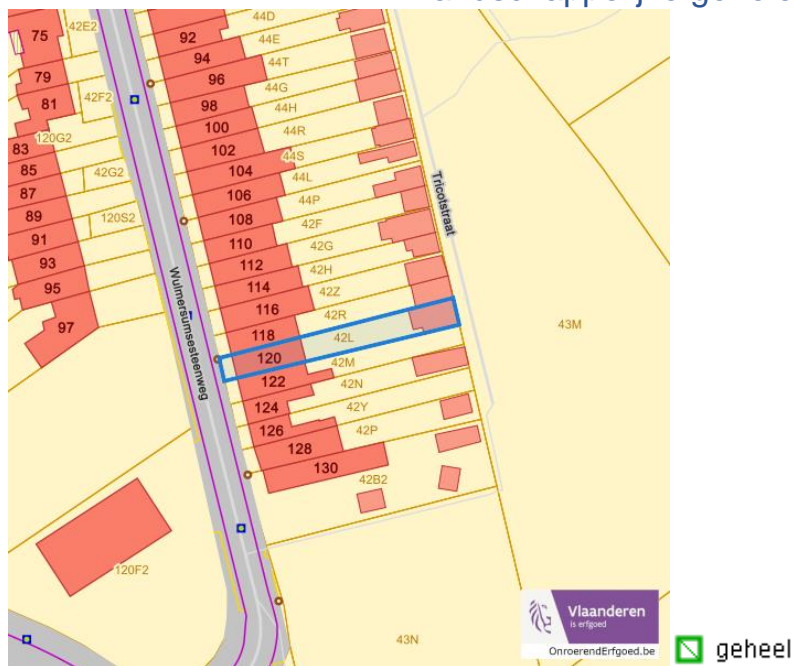 75
42E2
92
44D
94
44E
79
96
44T
42F2
98
44G
81
100
44H
120G2
102
44R
83
44S
85
42G2
104
44L
87
106
44P
Tricotstraat
89
120S2
108
42F
91
110
42G
93
112
42H
95
114
42Z
Wulmersumsesteenweg
116
42R
97
118
42L
43M
120
42M
122
42N
124
42Y
126
42P
128
130
42B2
120F2
43N
Vlaanderen
is erfgoed
OnroerendErfgoed.be
geheel